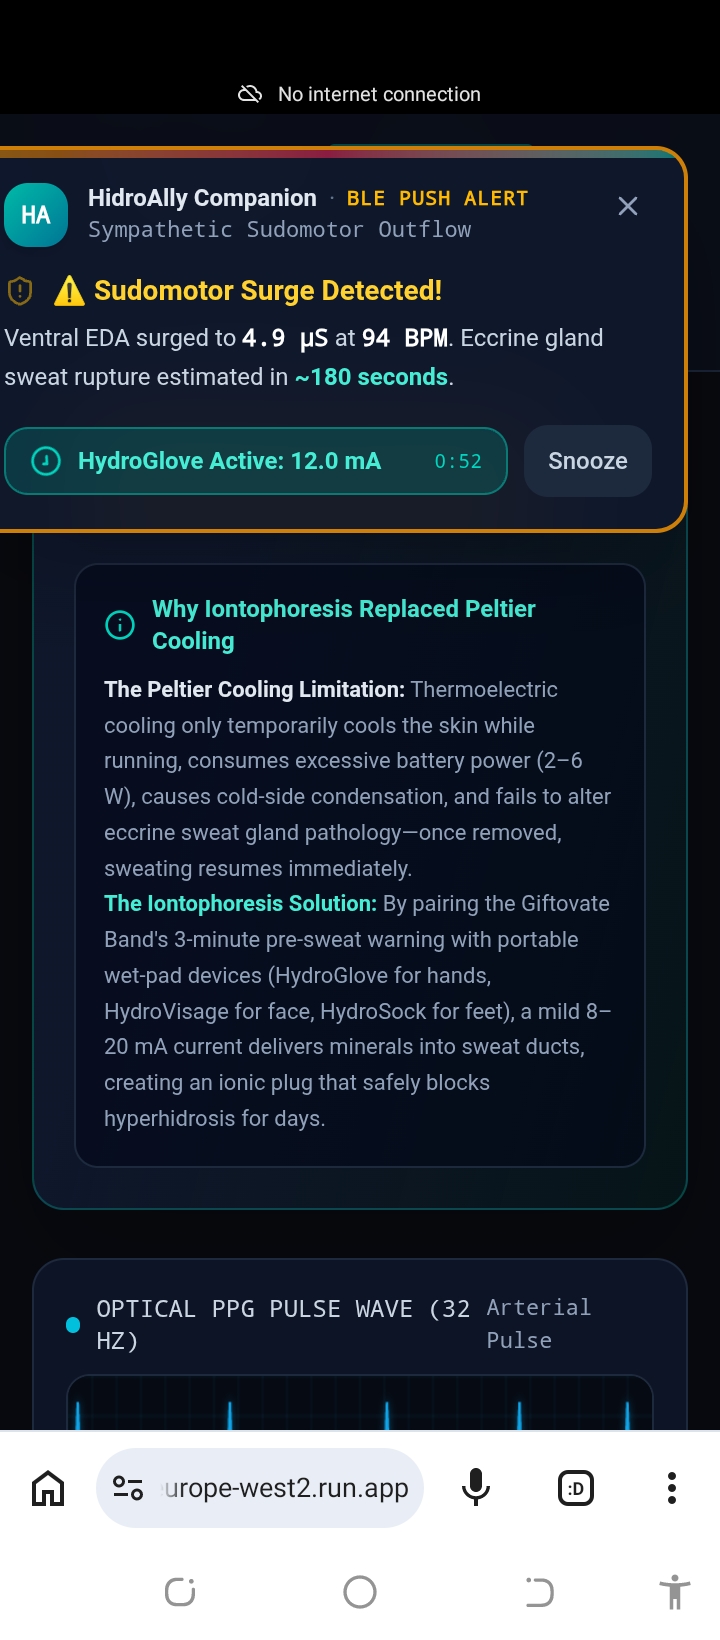 No internet connection
HA
HidroAlly Companion · BLE PUSH ALERT
Sympathetic Sudomotor Outflow
⚠️ Sudomotor Surge Detected!
Ventral EDA surged to 4.9 µS at 94 BPM. Eccrine gland
sweat rupture estimated in ~180 seconds.
HydroGlove Active: 12.0 mA 0:52
Snooze
Why Iontophoresis Replaced Peltier
Cooling
The Peltier Cooling Limitation: Thermoelectric
cooling only temporarily cools the skin while
running, consumes excessive battery power (2–6
W), causes cold-side condensation, and fails to alter
eccrine sweat gland pathology—once removed,
sweating resumes immediately.
The Iontophoresis Solution: By pairing the Giftovate
Band's 3-minute pre-sweat warning with portable
wet-pad devices (HydroGlove for hands,
HydroVisage for face, HydroSock for feet), a mild 8–
20 mA current delivers minerals into sweat ducts,
creating an ionic plug that safely blocks
hyperhidrosis for days.
OPTICAL PPG PULSE WAVE (32
HZ)
Arterial
Pulse
urope-west2.run.app
:D